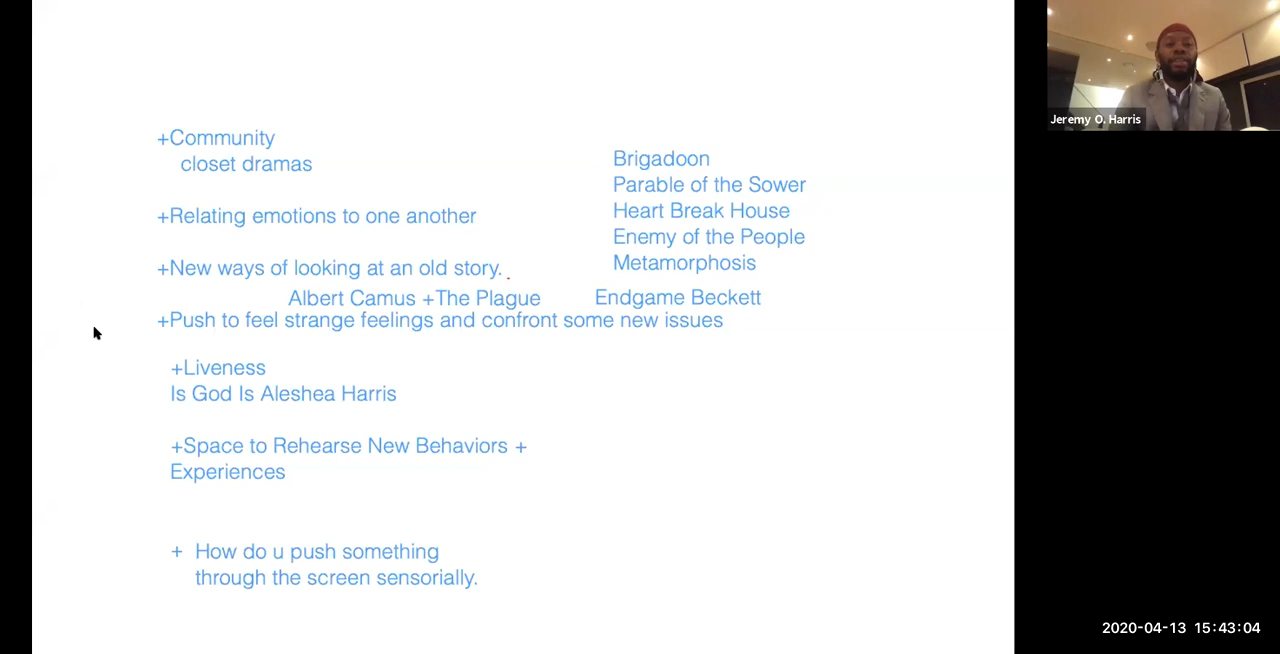 +Community
closet dramas
+Relating emotions to one another
+New ways of looking at an old story.
Albert Camus +The Plague
+Push to feel strange feelings and confront some new issues
+Liveness
Is God Is Aleshea Harris
+Space to Rehearse New Behaviors +
Experiences
+ How do u push something
through the screen sensorially.
Brigadoon
Parable of the Sower
Heart Break House
Enemy of the People
Metamorphosis
Endgame Beckett
Jeremy O. Harris
2020-04-13 15:43:04